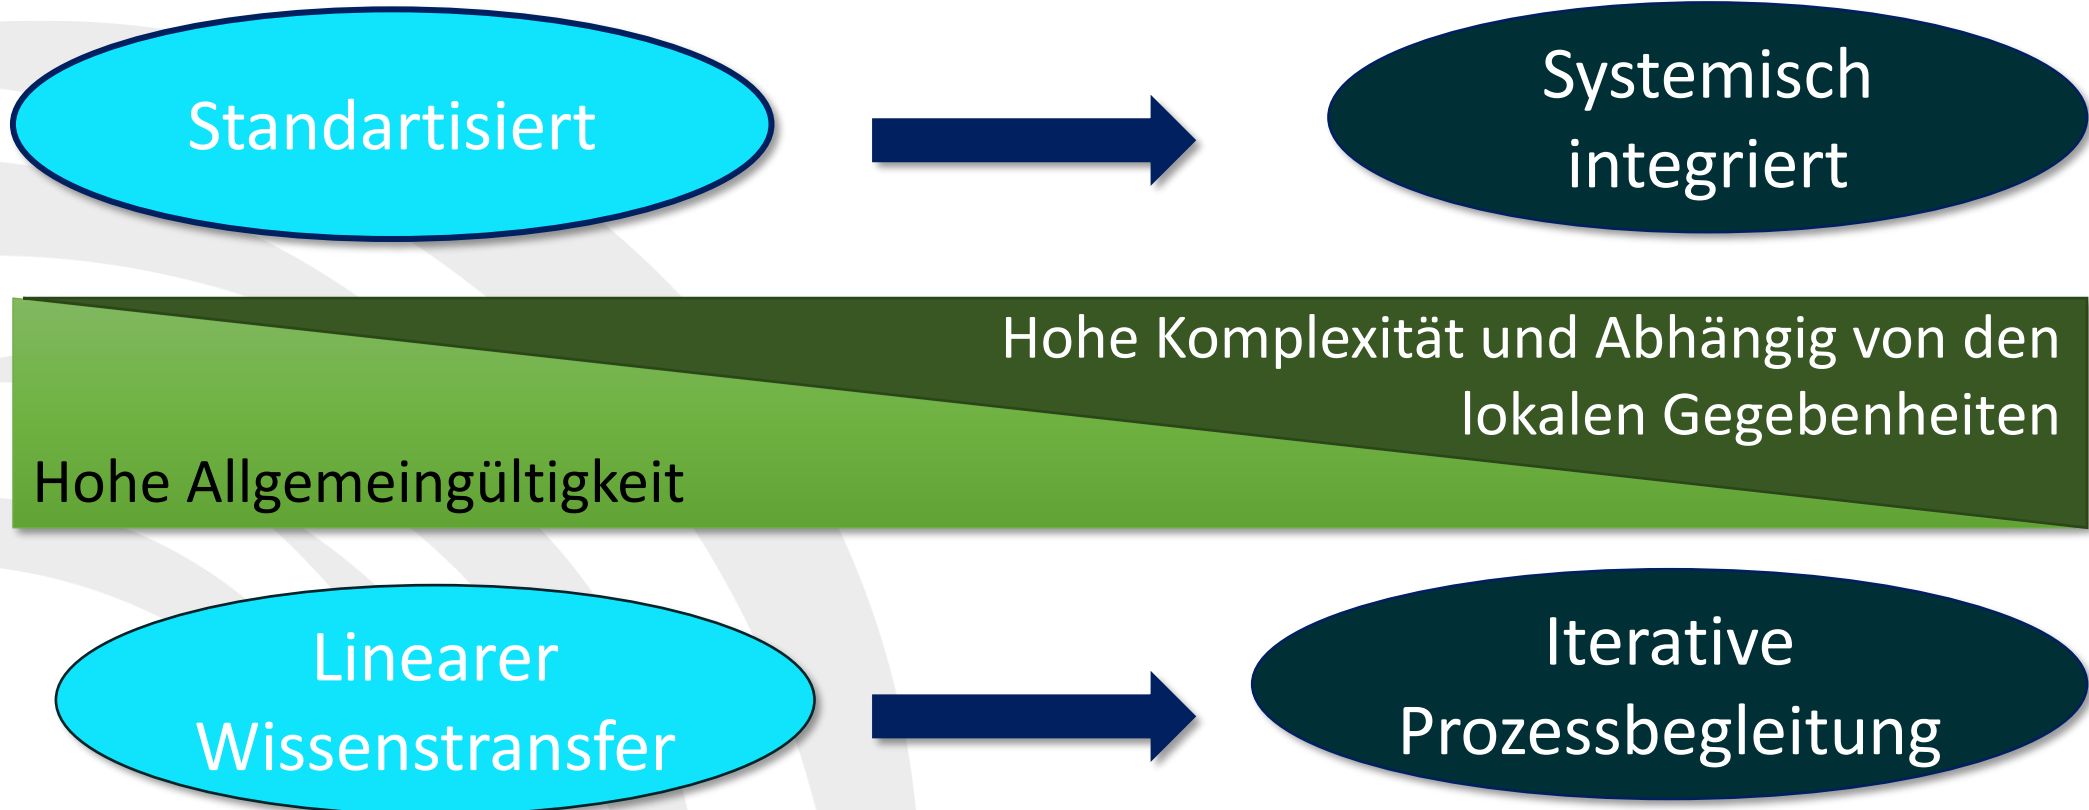 Standartisiert
Systemisch
integriert
Hohe Komplexität und Abhängig von den
lokalen Gegebenheiten
Hohe Allgemeingültigkeit
Linearer
Wissenstransfer
Iterative
Prozessbegleitung